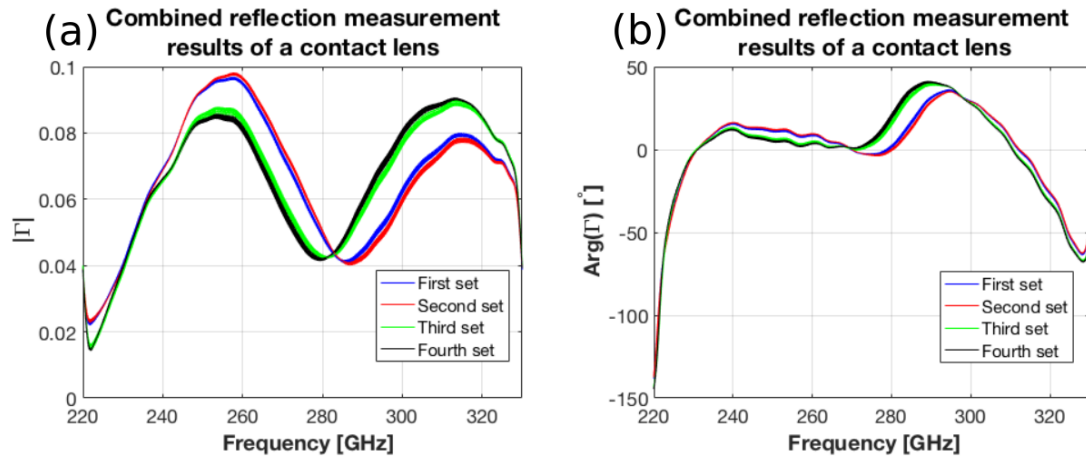 (a)
Combined reflection measurement
results of a contact lens
0.1
0.08
0.06
0.04
0.02
0
|Γ|
220 240 260 280 300 320
Frequency [GHz]
First set
Second set
Third set
Fourth set
(b)
Combined reflection measurement
results of a contact lens
50
0
-50
-100
-150
Arg(Γ) [°]
220 240 260 280 300 320
Frequency [GHz]
First set
Second set
Third set
Fourth set